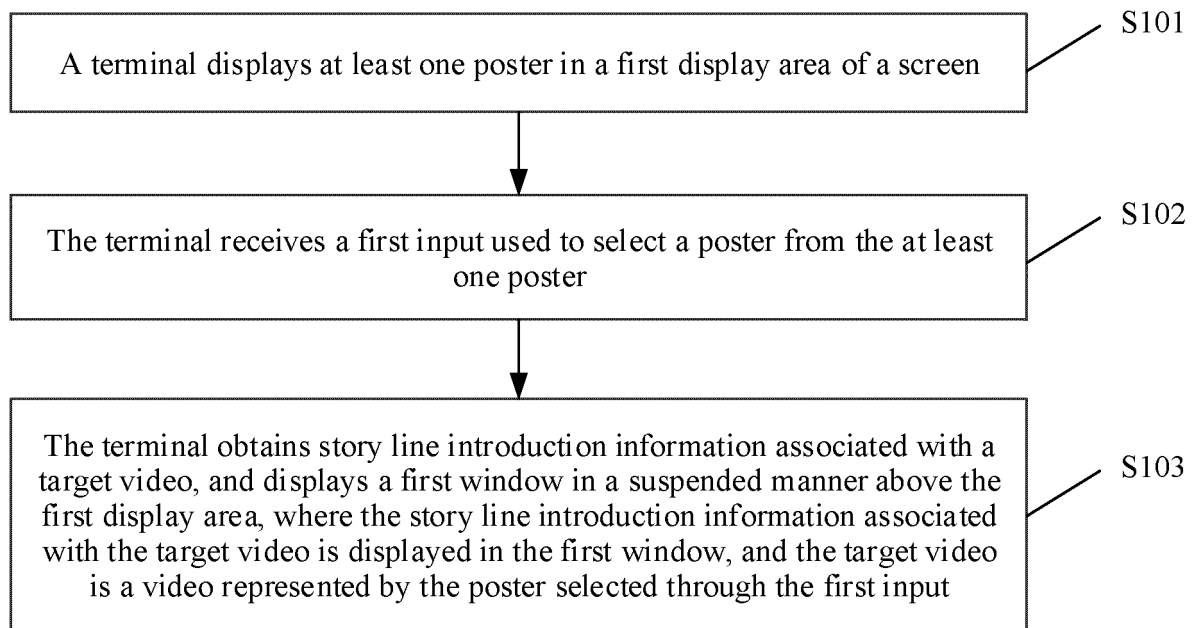 S101
A terminal displays at least one poster in a first display area of a screen
S102
The terminal receives a first input used to select a poster from the at least
one poster
S103
The terminal obtains story line introduction information associated with a
target video, and displays a first window in a suspended manner above the
first display area, where the story line introduction information associated
with the target video is displayed in the first window, and the target video
is a video represented by the poster selected through the first input